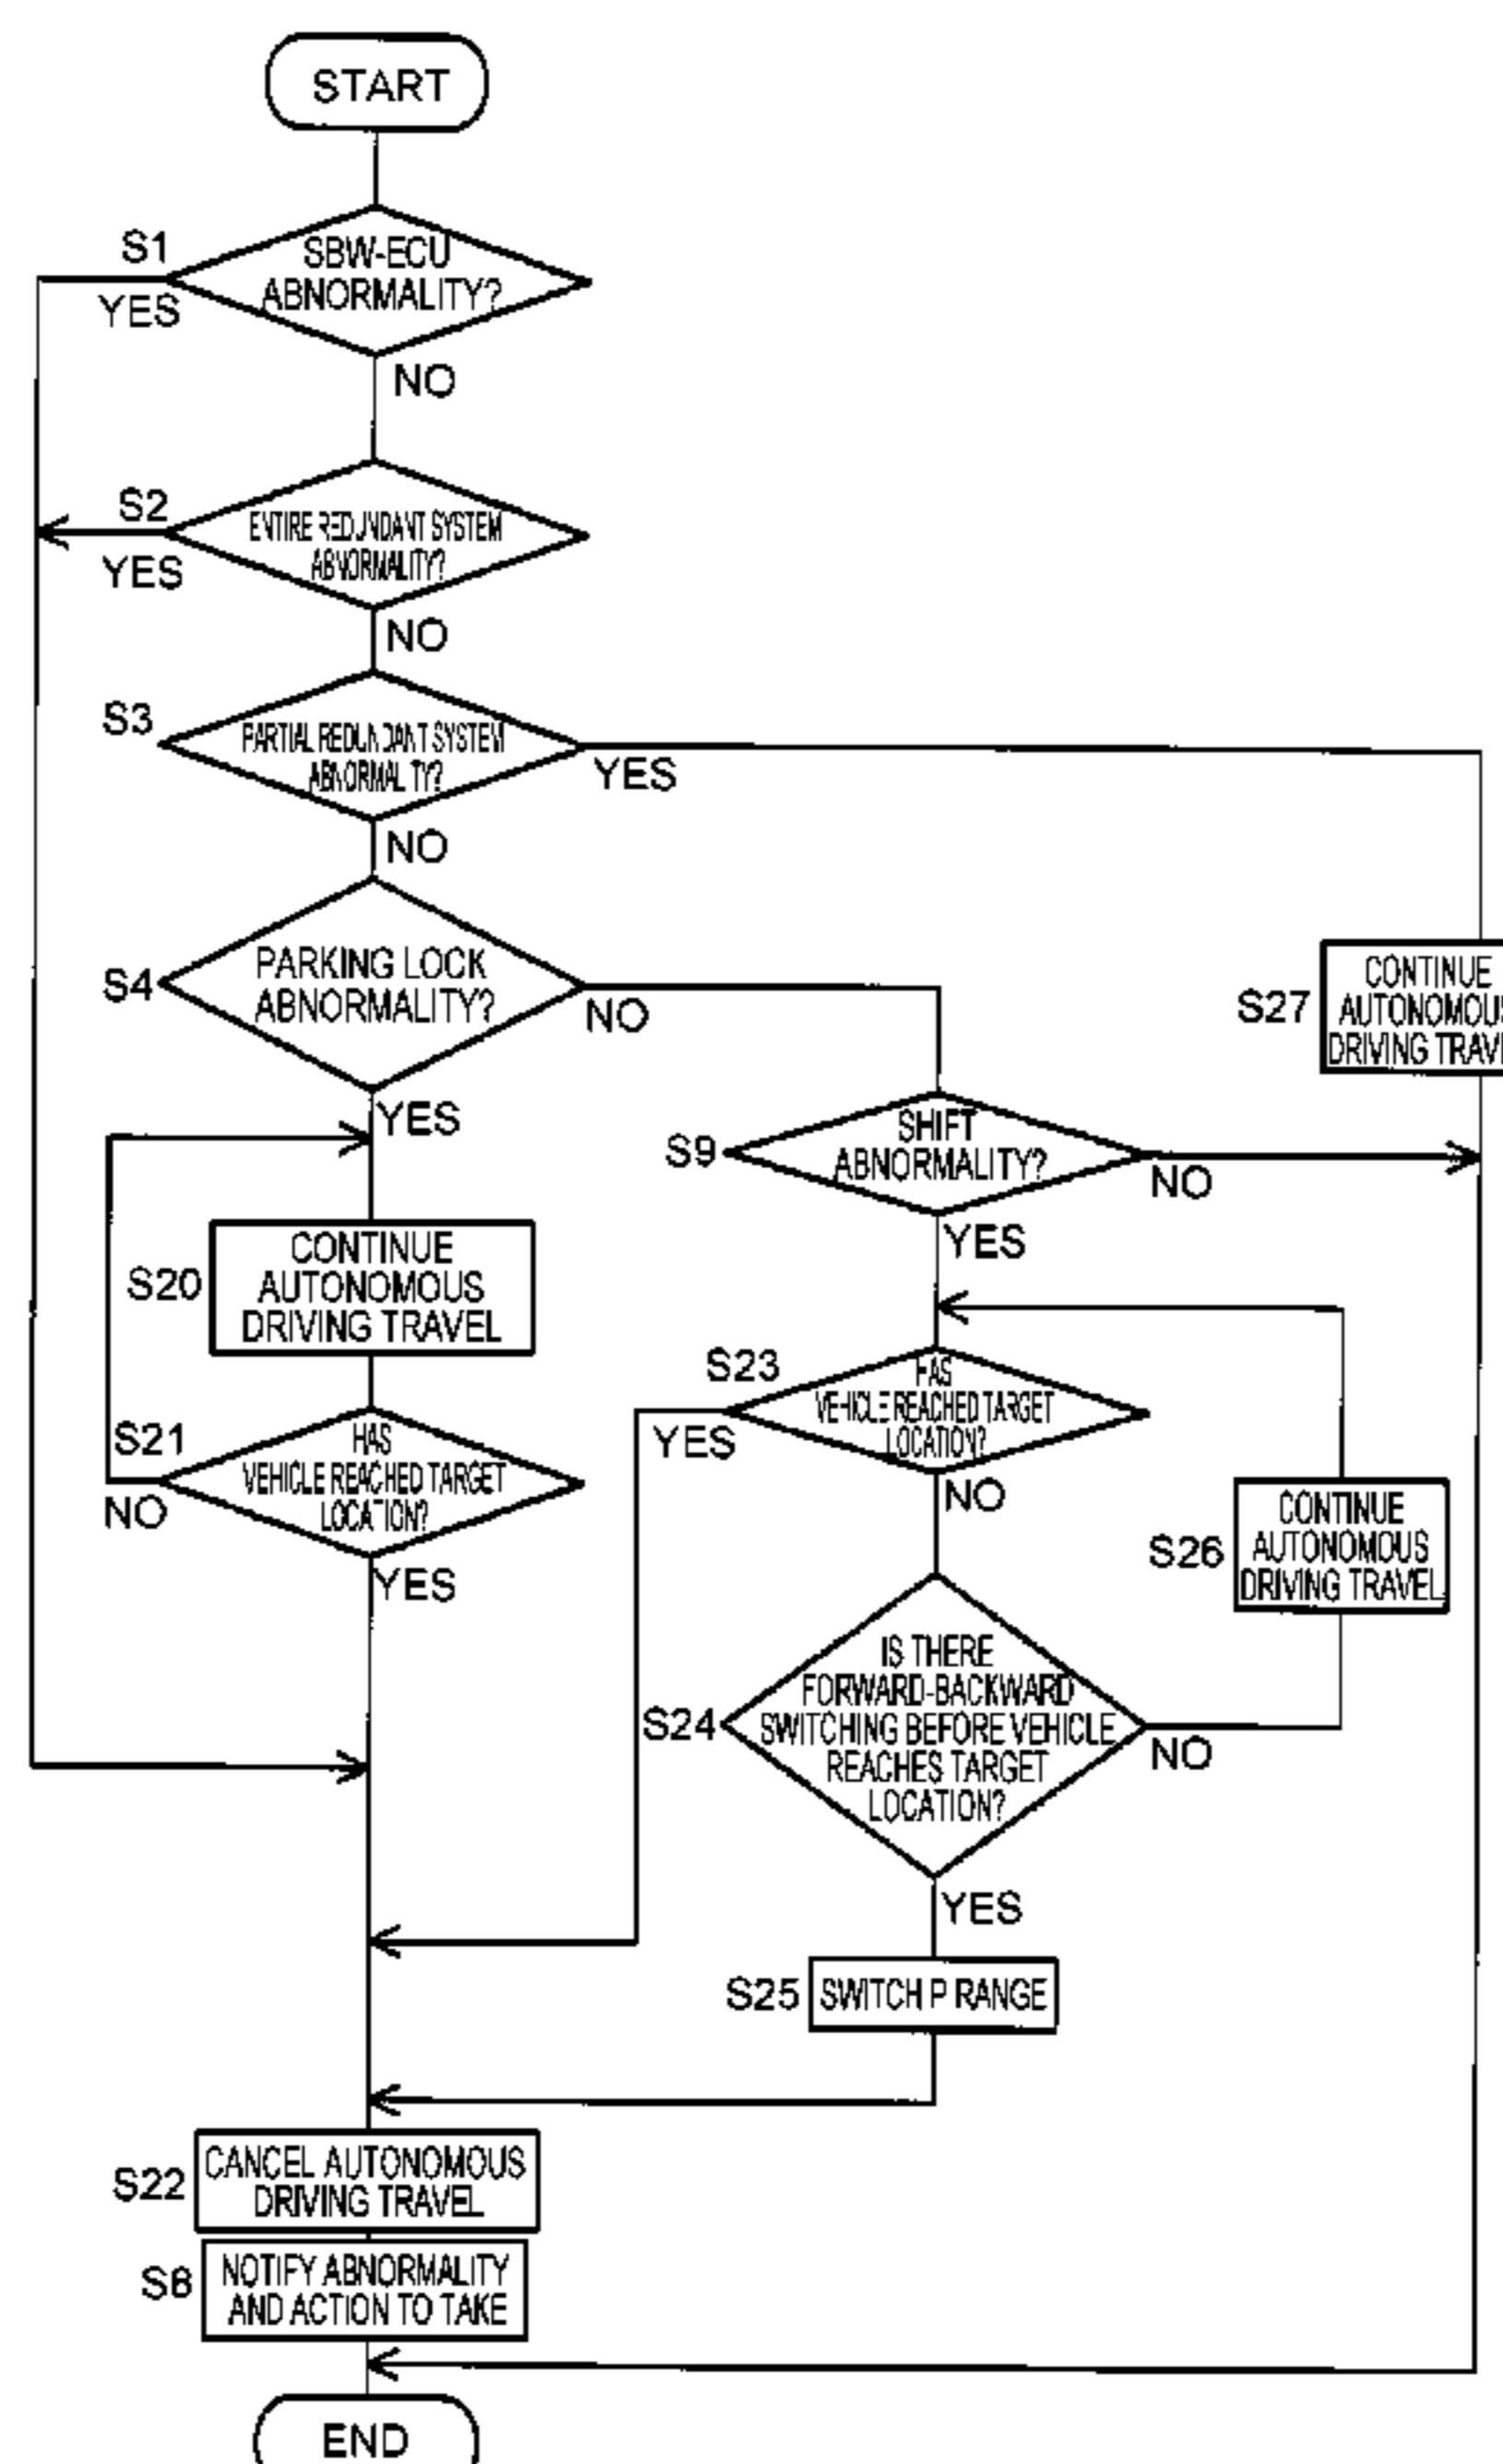 START
S1
SBW-ECU
ABNORMALITY?
YES
NO
S2
ENTIRE REDUNDANT SYSTEM
ABNORMALITY?
YES
NO
S3
PARTIAL REDUNDANT SYSTEM
ABNORMALITY?
YES
NO
S4
PARKING LOCK
ABNORMALITY?
NO
YES
S27
CONTINUE
AUTONOMOUS
DRIVING TRAVEL
S9
SHIFT
ABNORMALITY?
NO
YES
S20
CONTINUE
AUTONOMOUS
DRIVING TRAVEL
S21
HAS
VEHICLE REACHED TARGET
LOCATION?
NO
YES
S23
HAS
VEHICLE REACHED TARGET
LOCATION?
YES
NO
S26
CONTINUE
AUTONOMOUS
DRIVING TRAVEL
S24
IS THERE
FORWARD-BACKWARD
SWITCHING BEFORE VEHICLE
REACHES TARGET
LOCATION?
NO
YES
S25
SWITCH P RANGE
S22
CANCEL AUTONOMOUS
DRIVING TRAVEL
NOTIFY ABNORMALITY
AND ACTION TO TAKE
END